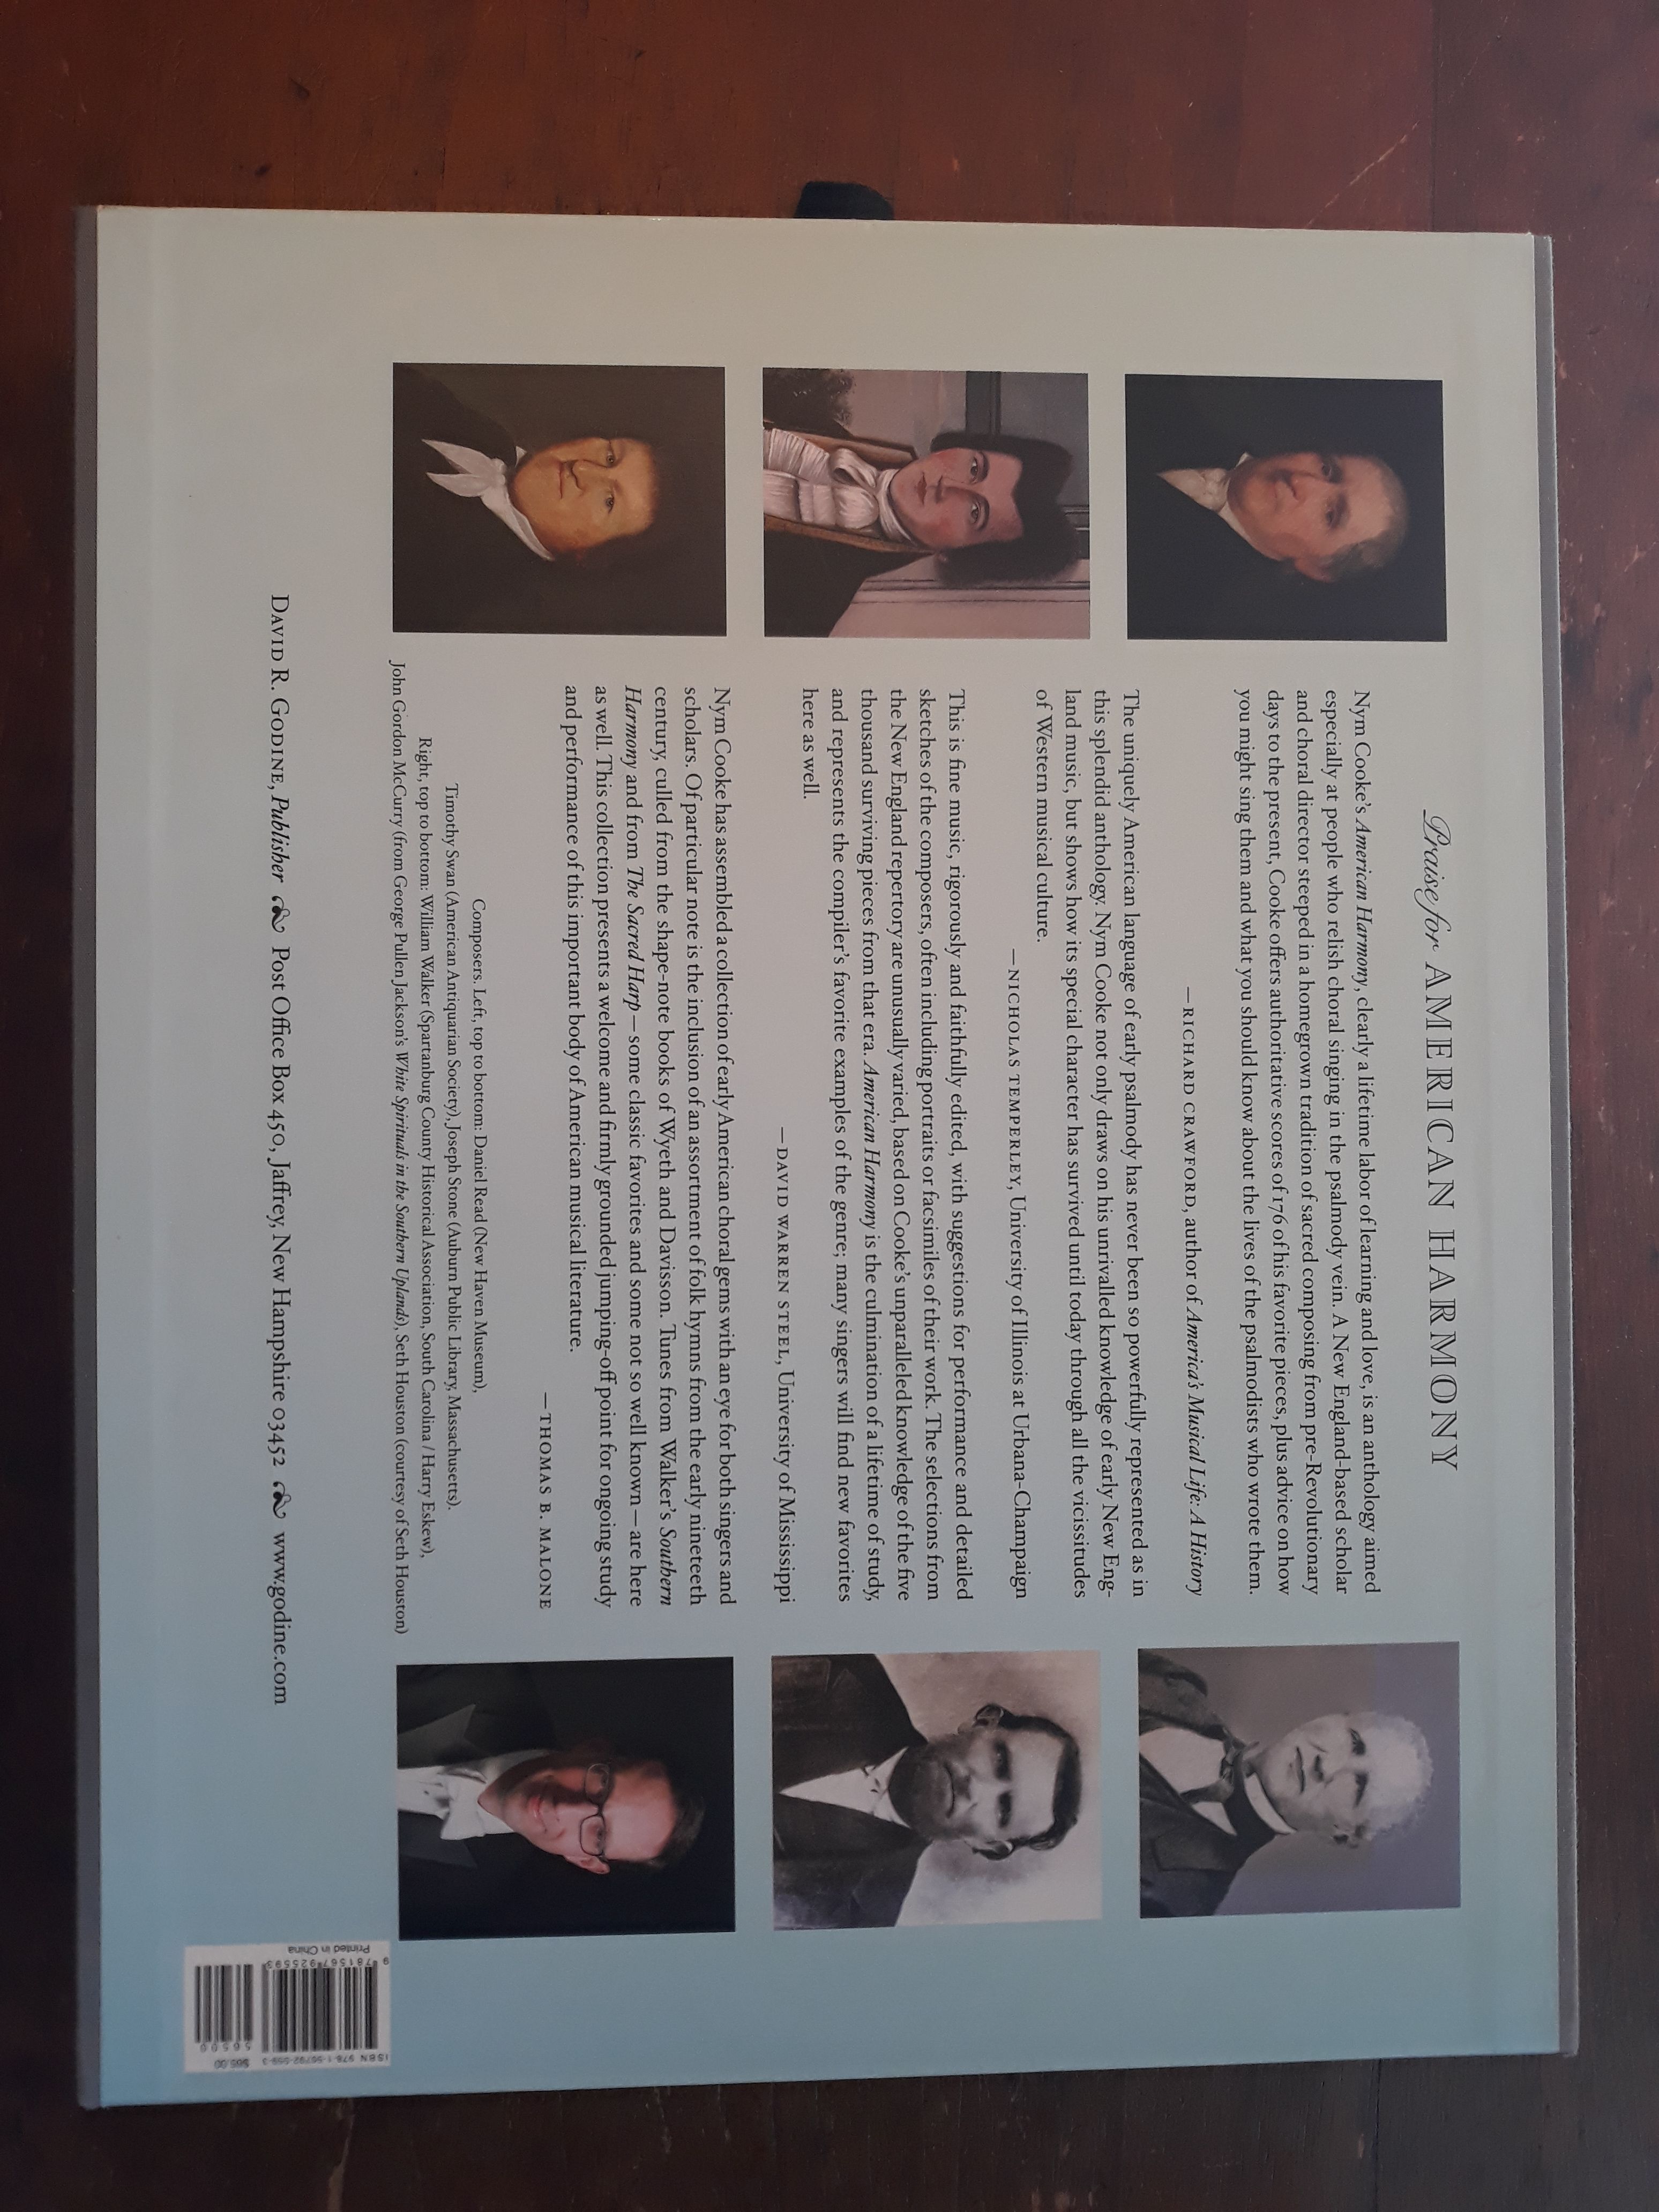 Praise for AMERICAN HARMONY
Nym Cooke's American Harmony, clearly a lifetime labor of learning and love, is an anthology aimed
especially at people who relish choral singing in the psalmody vein. A New England-based scholar
and choral director steeped in a homegrown tradition of sacred composing from pre-Revolutionary
days to the present, Cooke offers authoritative scores of 176 of his favorite pieces, plus advice on how
you might sing them and what you should know about the lives of the psalmodists who wrote them.
—RICHARD CRAWFORD, author of America's Musical Life: A History
The uniquely American language of early psalmody has never been so powerfully represented as in
this splendid anthology. Nym Cooke not only draws on his unrivalled knowledge of early New Eng-
land music, but shows how its special character has survived until today through all the vicissitudes
of Western musical culture.
—NICHOLAS TEMPERLEY, University of Illinois at Urbana-Champaign
This is fine music, rigorously and faithfully edited, with suggestions for performance and detailed
sketches of the composers, often including portraits or facsimiles of their work. The selections from
the New England repertory are unusually varied, based on Cooke's unparalleled knowledge of the five
thousand surviving pieces from that era. American Harmony is the culmination of a lifetime of study,
and represents the compiler's favorite examples of the genre; many singers will find new favorites
here as well.
—DAVID WARREN STEEL, University of Mississippi
Nym Cooke has assembled a collection of early American choral gems with an eye for both singers and
scholars. Of particular note is the inclusion of an assortment of folk hymns from the early nineteeth
century, culled from the shape-note books of Wyeth and Davisson. Tunes from Walker's Southern
Harmony and from The Sacred Harp—some classic favorites and some not so well known—are here
as well. This collection presents a welcome and firmly grounded jumping-off point for ongoing study
and performance of this important body of American musical literature.
—THOMAS B. MALONE
Composers. Left, top to bottom: Daniel Read (New Haven Museum),
Timothy Swan (American Antiquarian Society), Joseph Stone (Auburn Public Library, Massachusetts).
Right, top to bottom: William Walker (Spartanburg County Historical Association, South Carolina / Harry Eskew),
John Gordon McCurry (from George Pullen Jackson's White Spirituals in the Southern Uplands), Seth Houston (courtesy of Seth Houston)
DAVID R. GODINE, Publisher Post Office Box 450, Jaffrey, New Hampshire 03452 www.godine.com
ISBN 978-1-56792-559-3
$65.00
56500
9 781567 925593
Printed in China